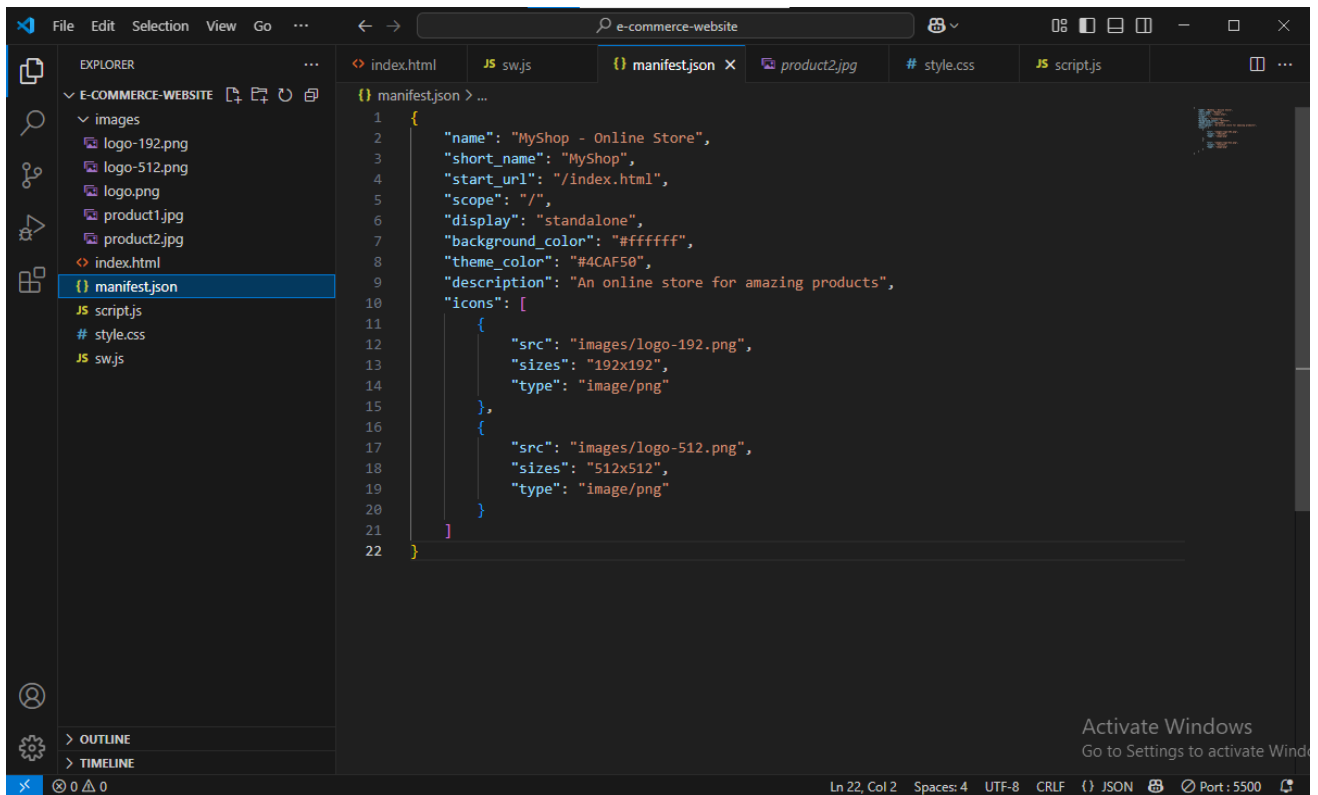 File Edit Selection View Go ··· e-commerce-website
EXPLORER
E-COMMERCE-WEBSITE
images
logo-192.png
logo-512.png
logo.png
product1.jpg
product2.jpg
index.html
{} manifest.json
JS script.js
# style.css
JS sw.js
OUTLINE
TIMELINE
<> index.html JS sw.js {} manifest.json product2.jpg # style.css JS script.js
{} manifest.json > ...
1 {
2 "name": "MyShop - Online Store",
3 "short_name": "MyShop",
4 "start_url": "/index.html",
5 "scope": "/",
6 "display": "standalone",
7 "background_color": "#ffffff",
8 "theme_color": "#4CAF50",
9 "description": "An online store for amazing products",
10 "icons": [
11 {
12 "src": "images/logo-192.png",
13 "sizes": "192x192",
14 "type": "image/png"
15 },
16 {
17 "src": "images/logo-512.png",
18 "sizes": "512x512",
19 "type": "image/png"
20 }
21 ]
22 }
Activate Windows
Go to Settings to activate Windo
0 0 Ln 22, Col 2 Spaces: 4 UTF-8 CRLF {} JSON Port : 5500